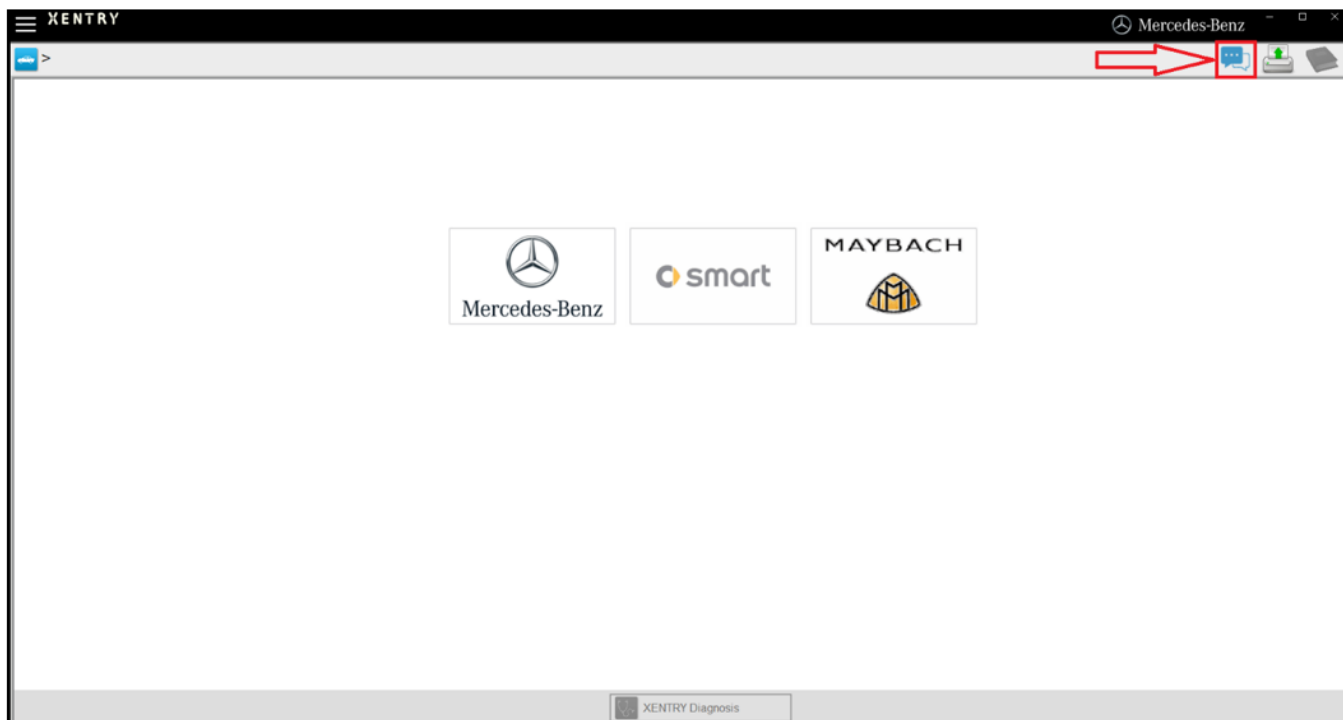 XENTRY
Mercedes-Benz
>
MAYBACH
smart
Mercedes-Benz
XENTRY Diagnosis